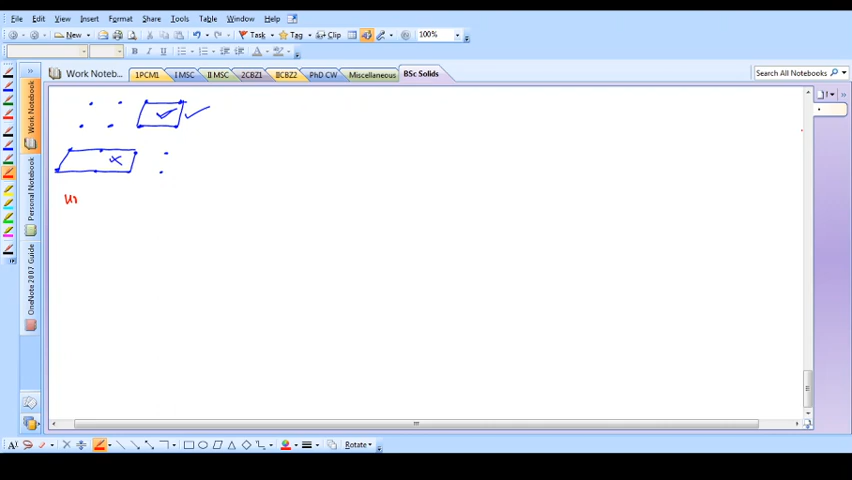 File Edit View Insert Format Share Tools Table Window Help
New Task Tag Clip 100%
B I U A
Work Noteb... 1PCM1 I MSC II MSC 2CBZ1 IICBZ2 PhD CW Miscellaneous BSc Solids Search All Notebooks
Work Notebook
Personal Notebook
OneNote 2007 Guide
Rotate